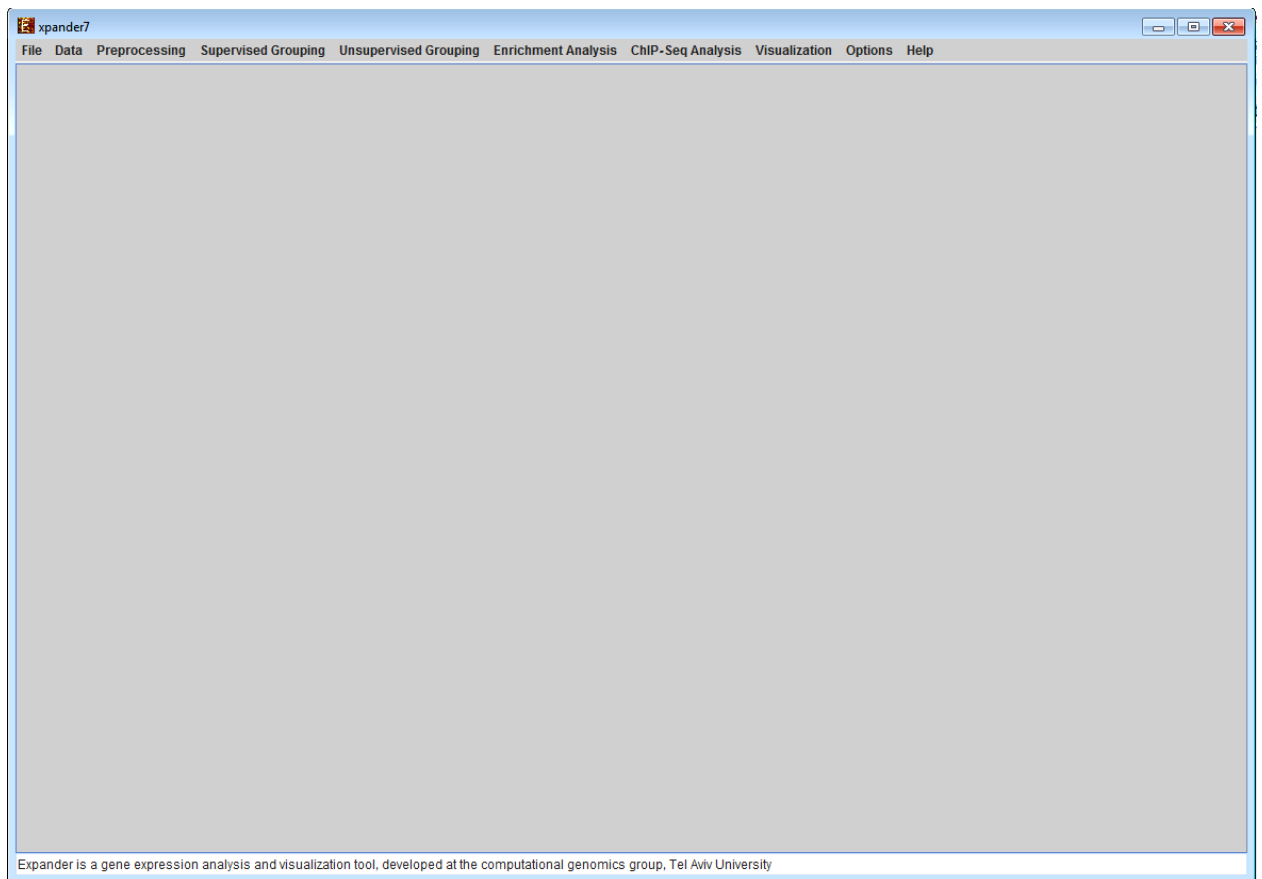 xpander7
File Data Preprocessing Supervised Grouping Unsupervised Grouping Enrichment Analysis ChIP-Seq Analysis Visualization Options Help
Expander is a gene expression analysis and visualization tool, developed at the computational genomics group, Tel Aviv University